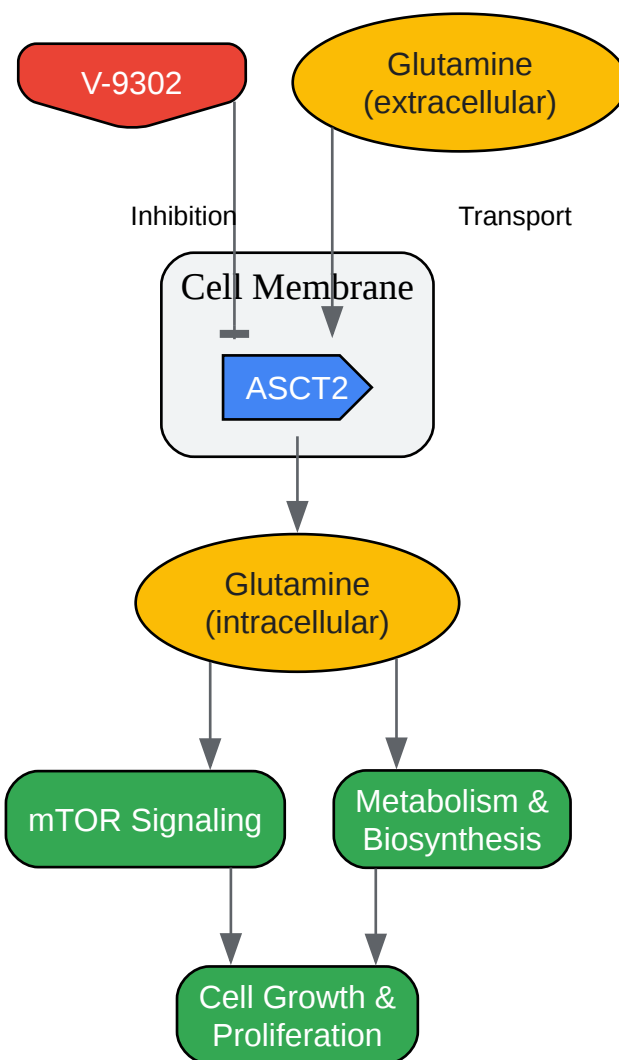 V-9302
Glutamine
(extracellular)
Inhibition
Transport
Cell Membrane
ASCT2
Glutamine
(intracellular)
mTOR Signaling
Metabolism &
Biosynthesis
Cell Growth &
Proliferation